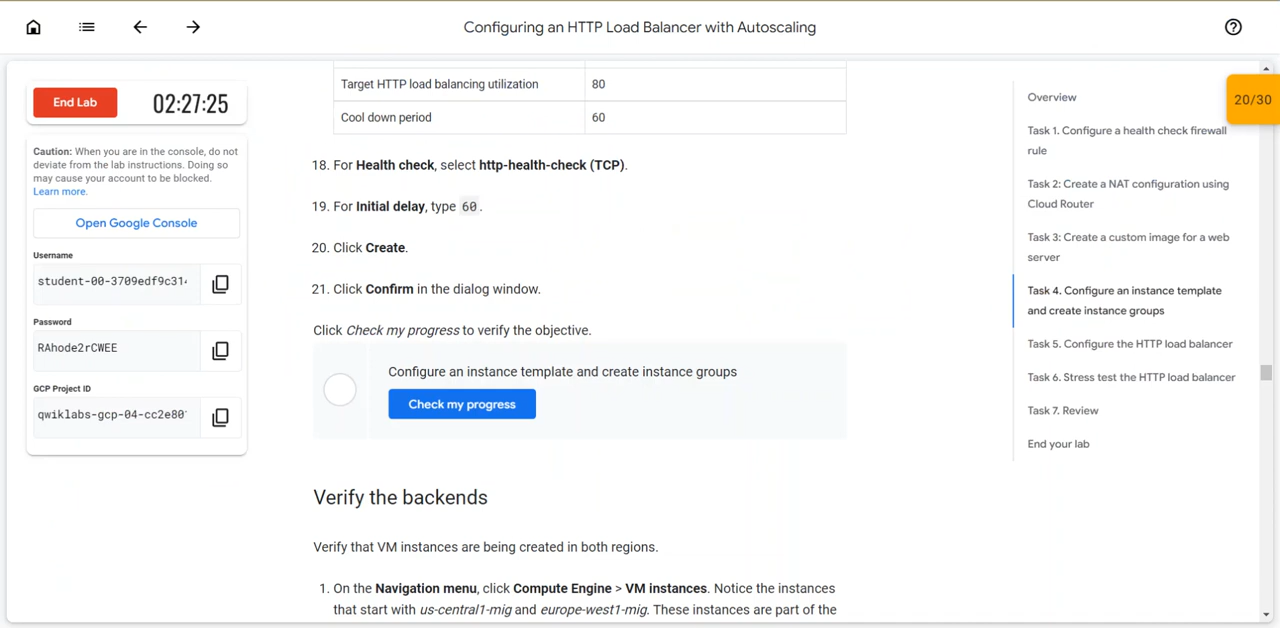 Configuring an HTTP Load Balancer with Autoscaling
End Lab
02:27:25
Caution: When you are in the console, do not
deviate from the lab instructions. Doing so
may cause your account to be blocked.
Learn more.
Open Google Console
Username
student-00-3709edf9c31
Password
RAhode2rCWEE
GCP Project ID
qwiklabs-gcp-04-cc2e80
Target HTTP load balancing utilization 80
Cool down period 60
18. For Health check, select http-health-check (TCP).
19. For Initial delay, type 60.
20. Click Create.
21. Click Confirm in the dialog window.
Click Check my progress to verify the objective.
Configure an instance template and create instance groups
Check my progress
Verify the backends
Verify that VM instances are being created in both regions.
1. On the Navigation menu, click Compute Engine > VM instances. Notice the instances
that start with us-central1-mig and europe-west1-mig. These instances are part of the
Overview
Task 1. Configure a health check firewall
rule
Task 2: Create a NAT configuration using
Cloud Router
Task 3: Create a custom image for a web
server
Task 4. Configure an instance template
and create instance groups
Task 5. Configure the HTTP load balancer
Task 6. Stress test the HTTP load balancer
Task 7. Review
End your lab
20/30